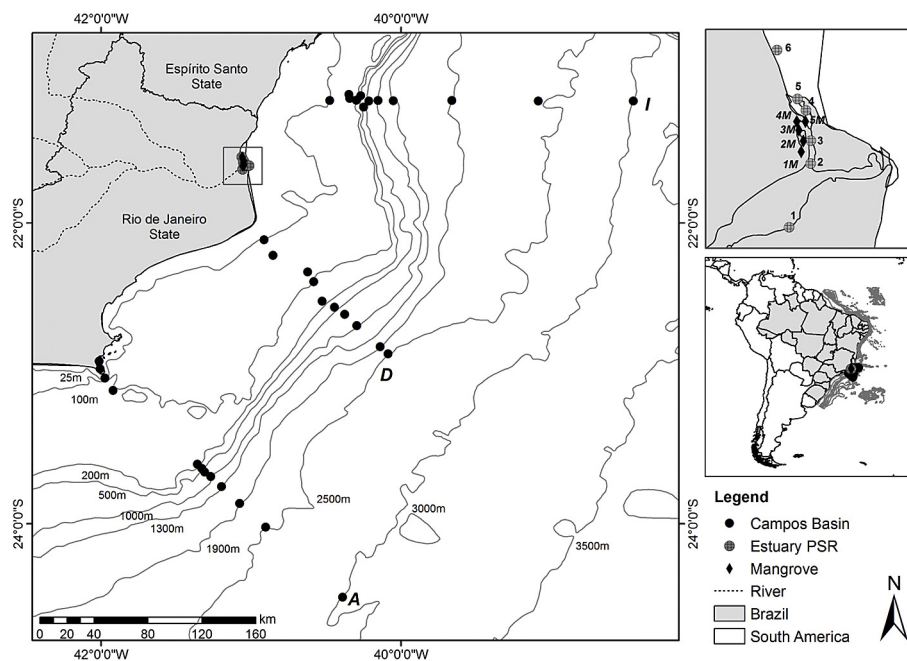 42°0'0"W
40°0'0"W
Espírito Santo
State
I
Rio de Janeiro
State
22°0'0"S
22°0'0"S
D
25m
100m
200m
500m
1000m
1300m
1900m
2500m
3000m
3500m
24°0'0"S
24°0'0"S
A
km
0 10 20 40 80 120 160
42°0'0"W
40°0'0"W
6
5
4
4M
5M
3M
3
2M
1M
2
1
Legend
Campos Basin
Estuary PSR
Mangrove
River
Brazil
South America
N